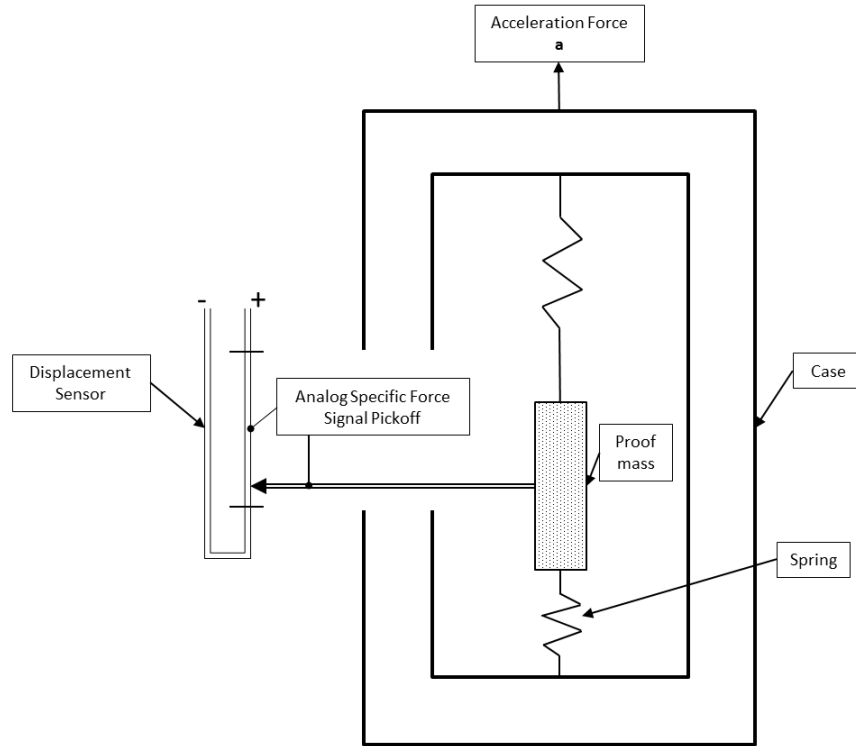 Acceleration Force
a
- +
Displacement
Sensor
Analog Specific Force
Signal Pickoff
Case
Proof
mass
Spring